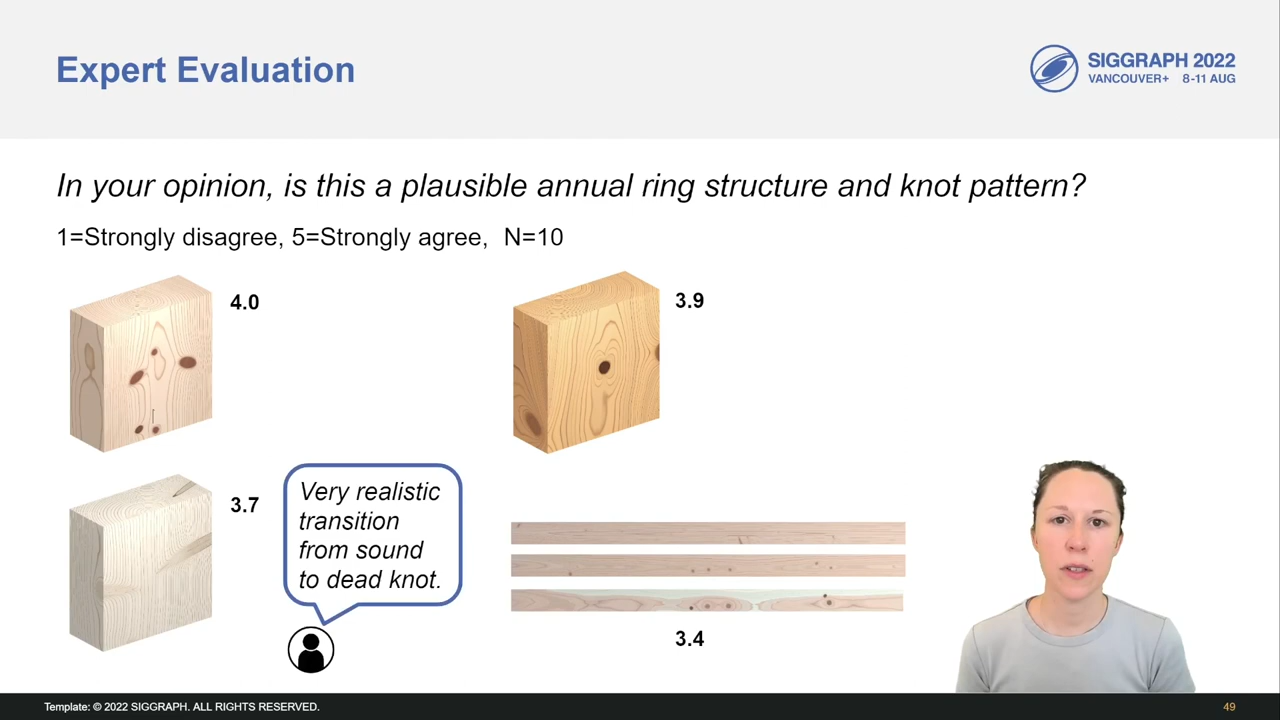 Expert Evaluation
SIGGRAPH 2022
VANCOUVER+ 8-11 AUG
In your opinion, is this a plausible annual ring structure and knot pattern?
1=Strongly disagree, 5=Strongly agree, N=10
4.0
3.9
3.7
Very realistic
transition
from sound
to dead knot.
3.4
Template: © 2022 SIGGRAPH. ALL RIGHTS RESERVED.
49